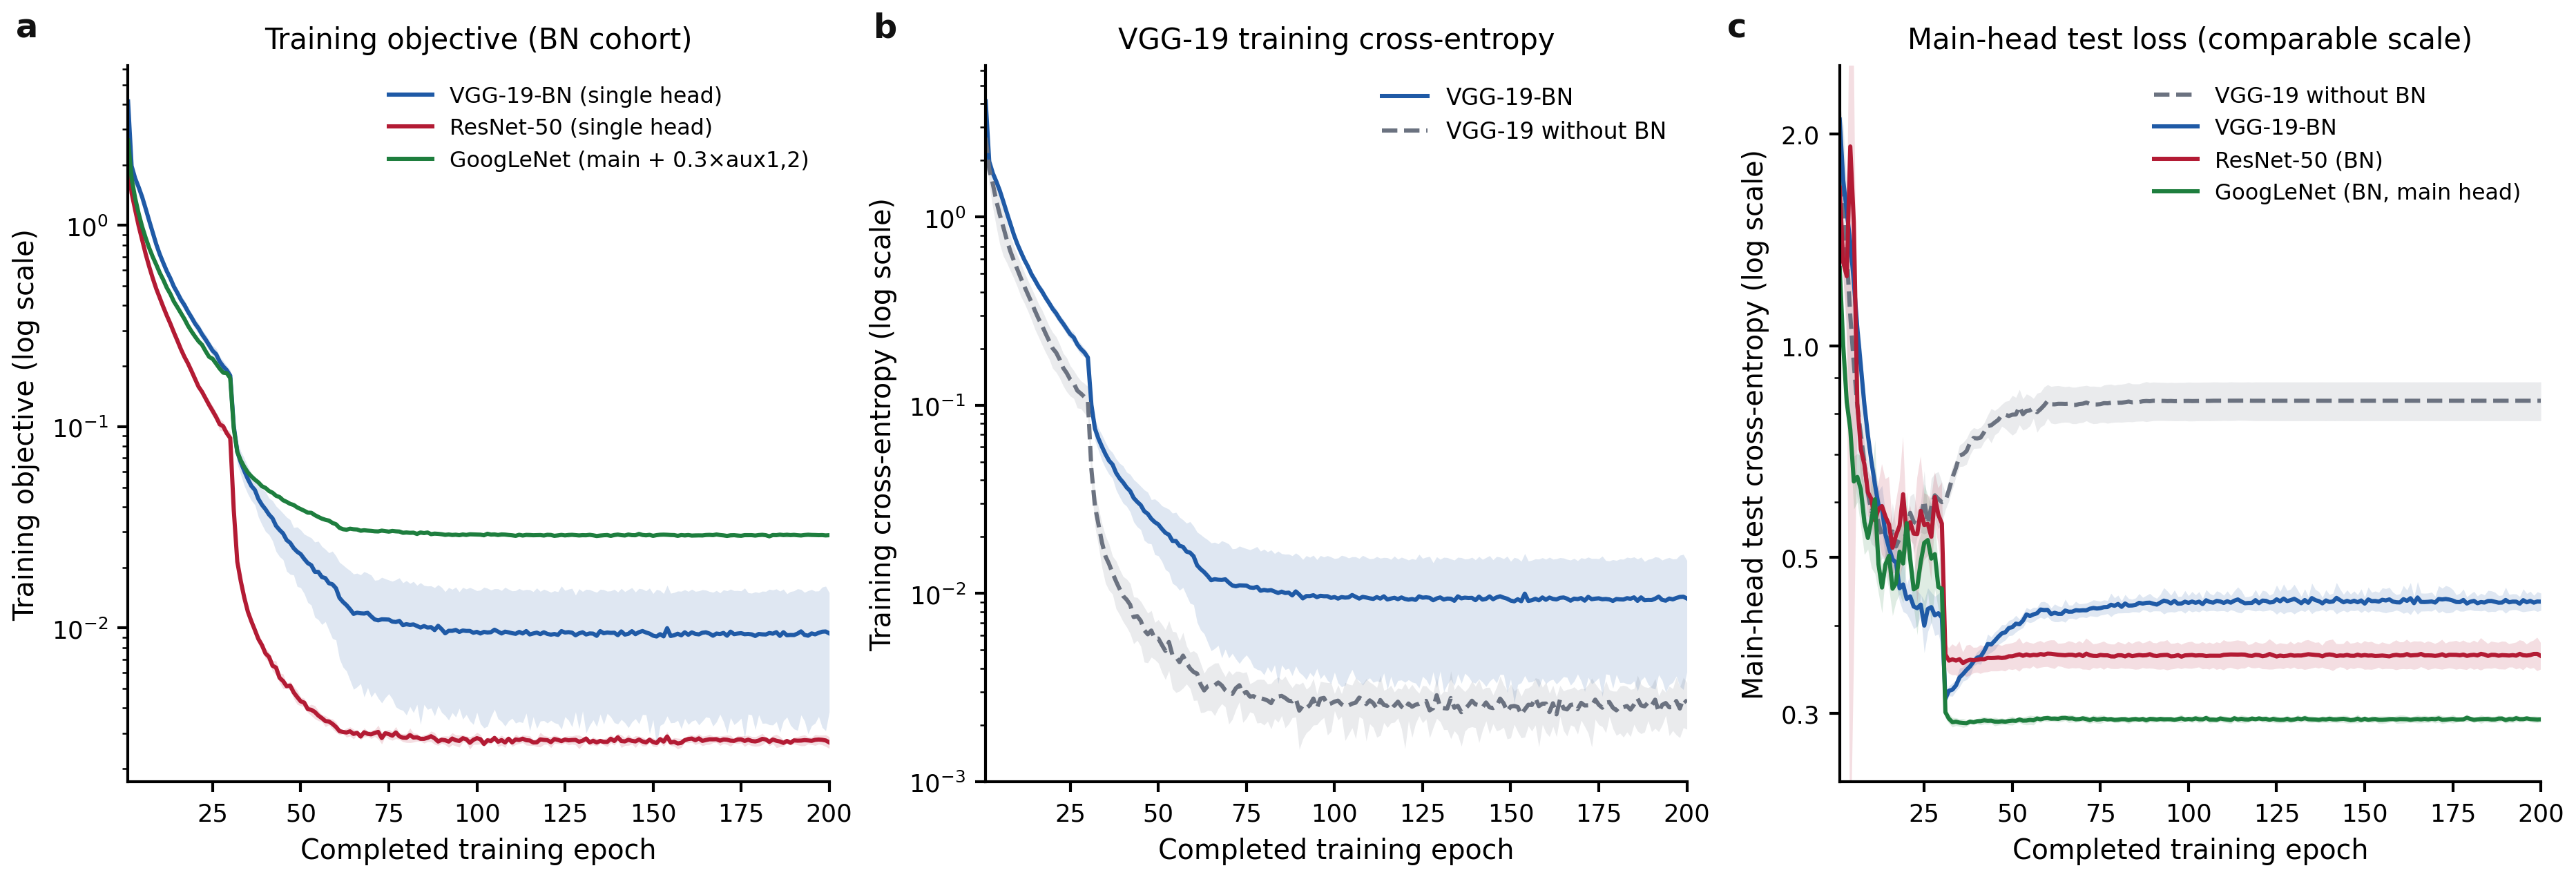 a
Training objective (BN cohort)
VGG-19-BN (single head)
ResNet-50 (single head)
GoogLeNet (main + 0.3×aux1,2)
Training objective (log scale)
10⁰
10⁻¹
10⁻²
25 50 75 100 125 150 175 200
Completed training epoch
b
VGG-19 training cross-entropy
VGG-19-BN
VGG-19 without BN
Training cross-entropy (log scale)
10⁰
10⁻¹
10⁻²
10⁻³
25 50 75 100 125 150 175 200
Completed training epoch
c
Main-head test loss (comparable scale)
VGG-19 without BN
VGG-19-BN
ResNet-50 (BN)
GoogLeNet (BN, main head)
Main-head test cross-entropy (log scale)
2.0
1.0
0.5
0.3
25 50 75 100 125 150 175 200
Completed training epoch